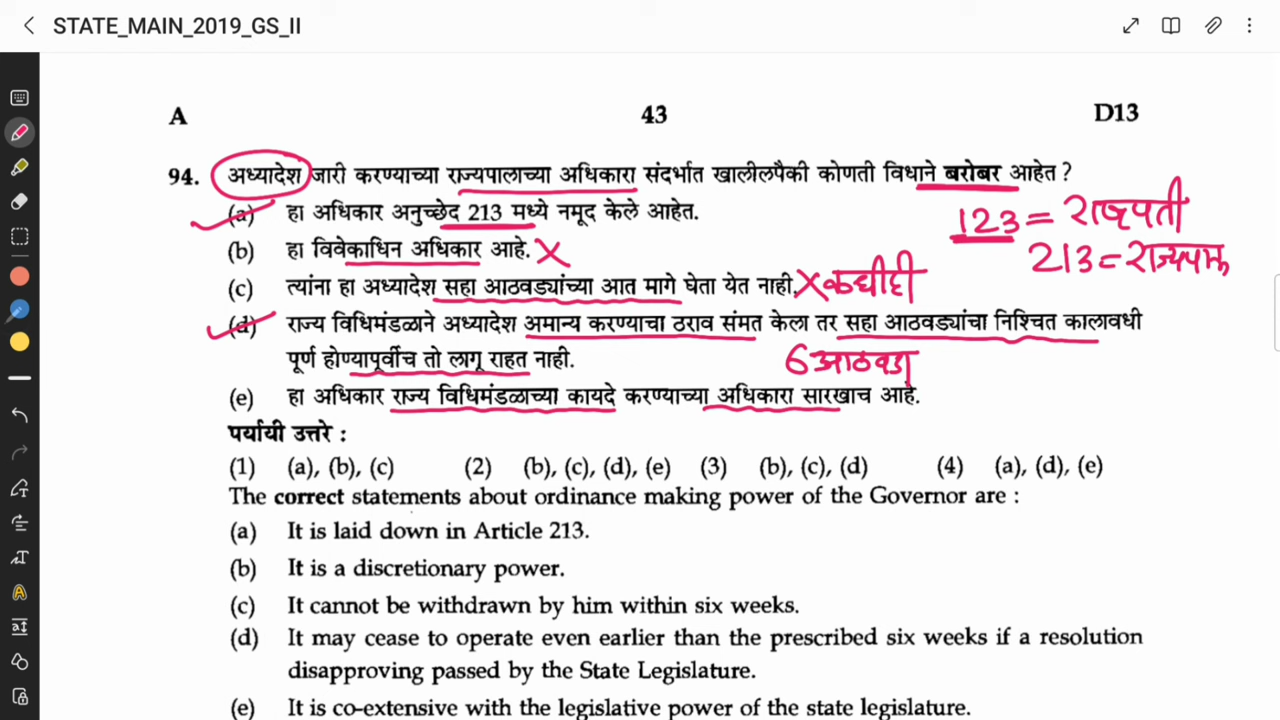 STATE_MAIN_2019_GS_II
A 43 D13
94. अध्यादेश जारी करण्याच्या राज्यपालाच्या अधिकारा संदर्भात खालीलपैकी कोणती विधाने बरोबर आहेत ?
(a) हा अधिकार अनुच्छेद 213 मध्ये नमूद केले आहेत.
123 = राष्ट्रपती
(b) हा विवेकाधिन अधिकार आहे. X
213 = राज्यपाल
(c) त्यांना हा अध्यादेश सहा आठवड्यांच्या आत मागे घेता येत नाही. X कधीही
(d) राज्य विधिमंडळाने अध्यादेश अमान्य करण्याचा ठराव संमत केला तर सहा आठवड्यांचा निश्चित कालावधी
पूर्ण होण्यापूर्वीच तो लागू राहत नाही. 6 आठवडा
(e) हा अधिकार राज्य विधिमंडळाच्या कायदे करण्याच्या अधिकारा सारखाच आहे.
पर्यायी उत्तरे :
(1) (a), (b), (c) (2) (b), (c), (d), (e) (3) (b), (c), (d) (4) (a), (d), (e)
The correct statements about ordinance making power of the Governor are :
(a) It is laid down in Article 213.
(b) It is a discretionary power.
(c) It cannot be withdrawn by him within six weeks.
(d) It may cease to operate even earlier than the prescribed six weeks if a resolution
disapproving passed by the State Legislature.
(e) It is co-extensive with the legislative power of the state legislature.